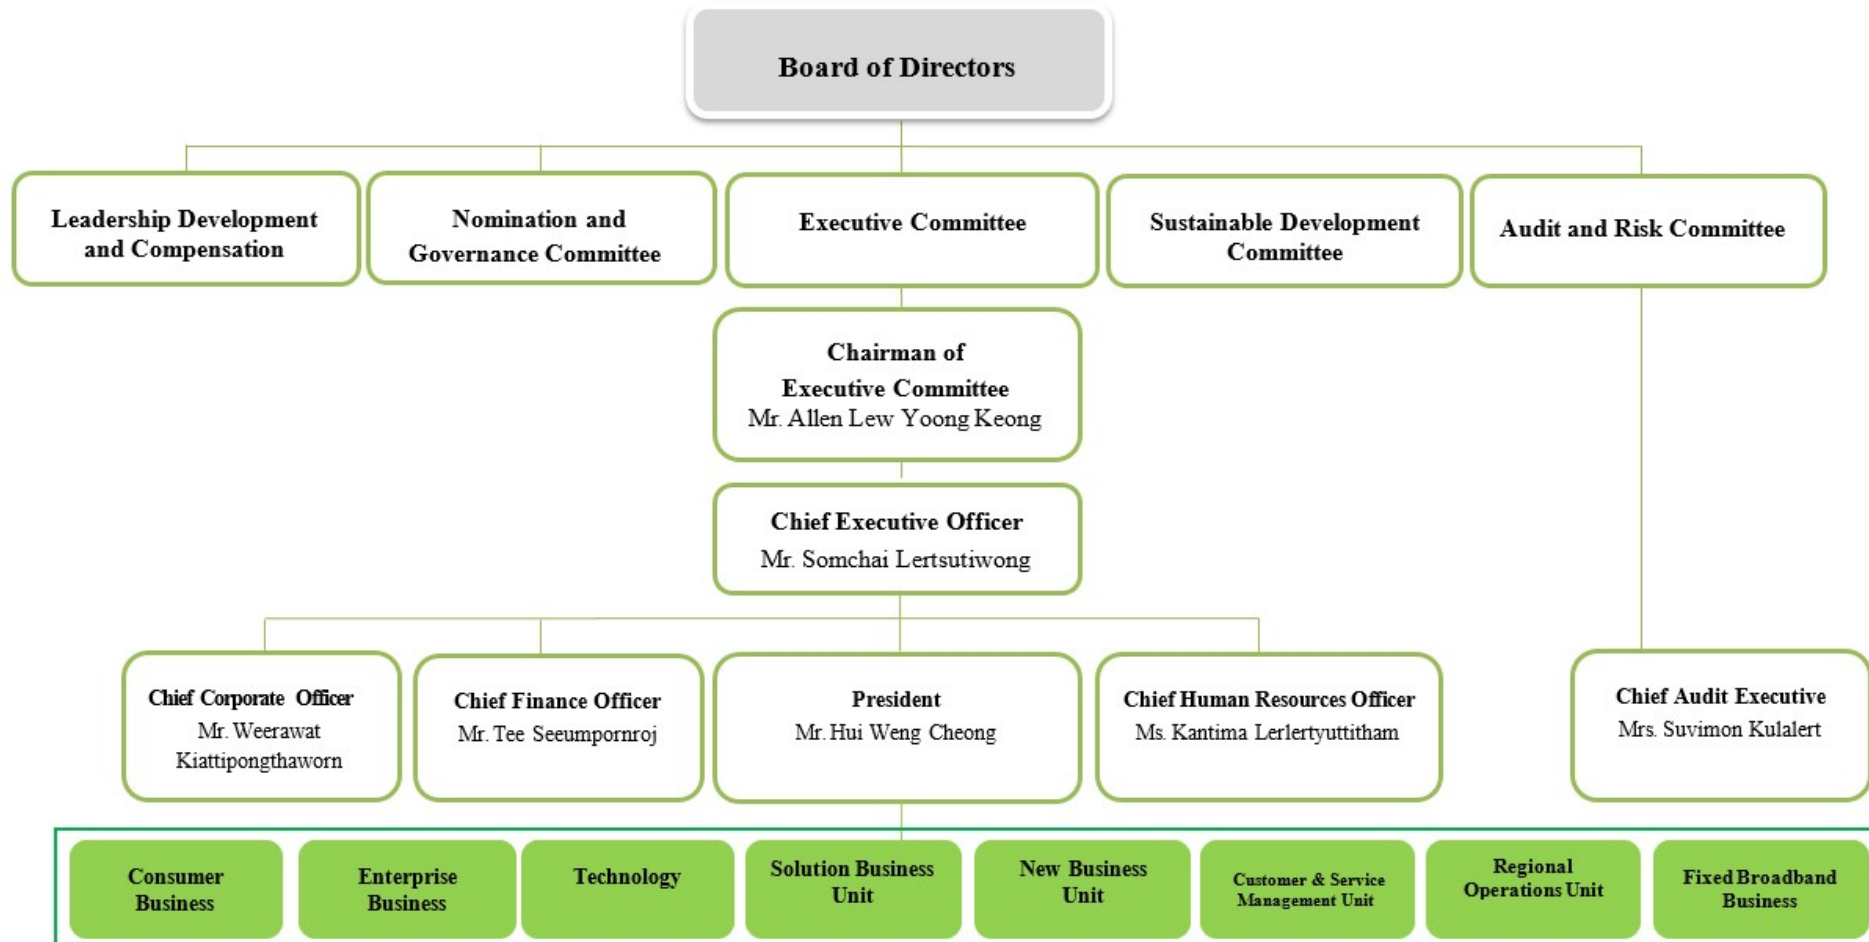 Board of Directors
Leadership Development
and Compensation
Nomination and
Governance Committee
Executive Committee
Sustainable Development
Committee
Audit and Risk Committee
Chairman of
Executive Committee
Mr. Allen Lew Yoong Keong
Chief Executive Officer
Mr. Somchai Lertsutiwong
Chief Corporate Officer
Mr. Weerawat
Kiattipongthaworn
Chief Finance Officer
Mr. Tee Seeumpornroj
President
Mr. Hui Weng Cheong
Chief Human Resources Officer
Ms. Kantima Lerlertyuttitham
Chief Audit Executive
Mrs. Suvimon Kulalert
Consumer
Business
Enterprise
Business
Technology
Solution Business
Unit
New Business
Unit
Customer & Service
Management Unit
Regional
Operations Unit
Fixed Broadband
Business